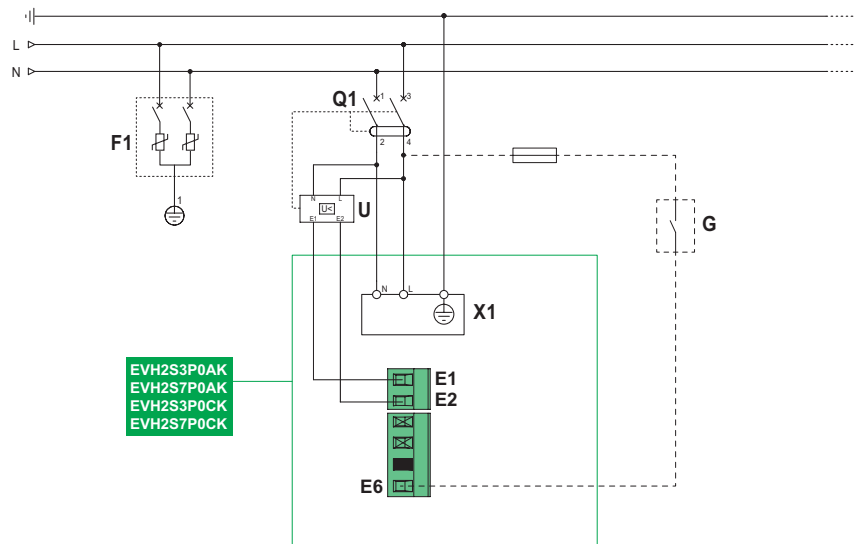 L
N
Q1
1
3
F1
2
4
N
L
U<
U
E1
E2
1
G
N
L
X1
EVH2S3P0AK
EVH2S7P0AK
EVH2S3P0CK
EVH2S7P0CK
E1
E2
E6